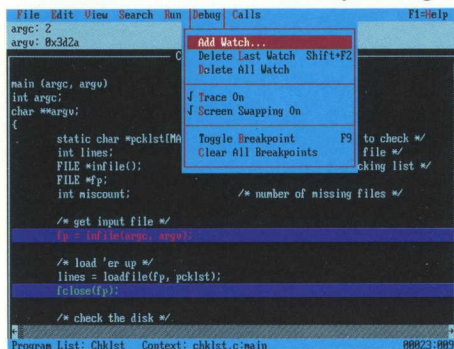 File Edit View Search Run Debug Calls F1=Help
argc: 2
argv: 0x3d2a
Add Watch...
Delete Last Watch Shift+F2
Delete All Watch
√ Trace On
√ Screen Swapping On
Toggle Breakpoint F9
Clear All Breakpoints
C
main (argc, argv)
int argc;
char **argv;
{
static char *pcklst[MA to check */
int lines; file */
FILE *infile(); cking list */
FILE *fp;
int miscount; /* number of missing files */
/* get input file */
fp = infile(argc, argv);
/* load 'er up */
lines = loadfile(fp, pcklst);
fclose(fp);
/* check the disk */
Program List: Chklst Context: chklst.c:main 00023:009